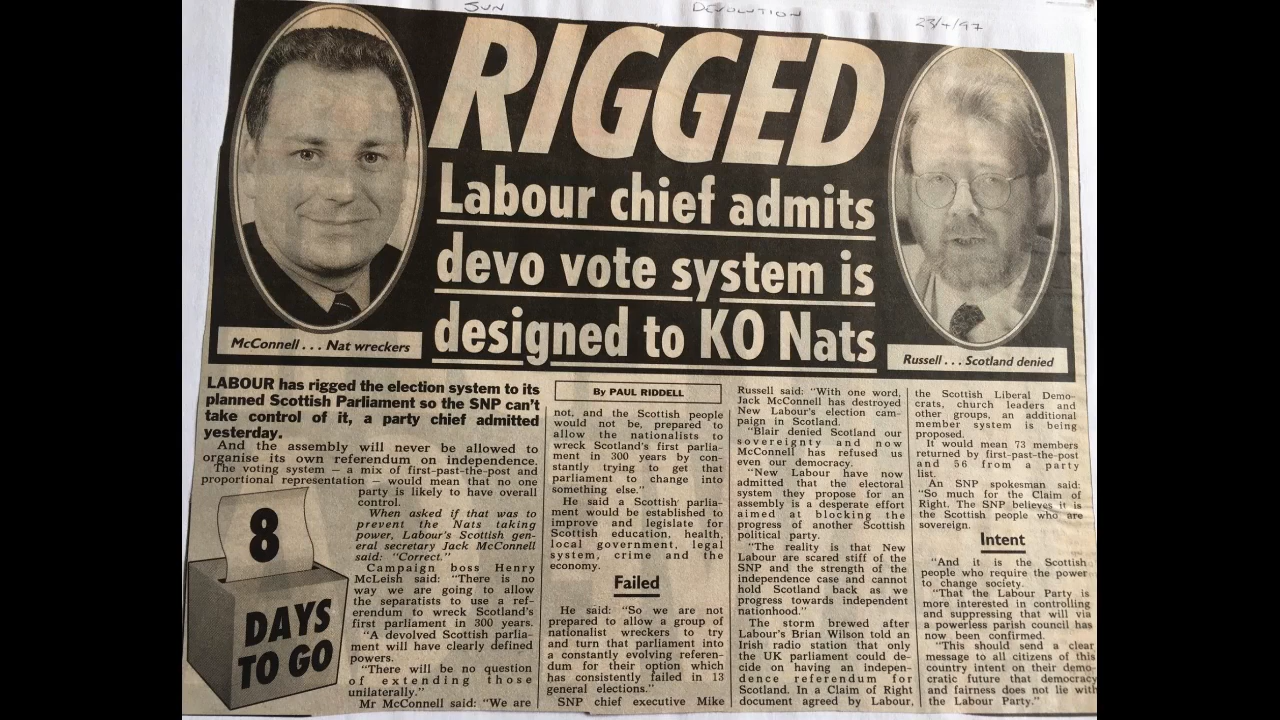 SUN DEVOLUTION 23/4/97
RIGGED
Labour chief admits
devo vote system is
designed to KO Nats
McConnell . . . Nat wreckers
Russell . . . Scotland denied
LABOUR has rigged the election system to its
planned Scottish Parliament so the SNP can't
take control of it, a party chief admitted
yesterday.
And the assembly will never be allowed to
organise its own referendum on independence.
The voting system — a mix of first-past-the-post and
proportional representation — would mean that no one
party is likely to have overall
control.
When asked if that was to
prevent the Nats taking
power, Labour's Scottish gen-
eral secretary Jack McConnell
said: "Correct."
Campaign boss Henry
McLeish said: "There is no
way we are going to allow
the separatists to use a ref-
erendum to wreck Scotland's
first parliament in 300 years.
"A devolved Scottish parlia-
ment will have clearly defined
powers.
"There will be no question
of extending those
unilaterally."
Mr McConnell said: "We are
8
DAYS
TO GO
By PAUL RIDDELL
not, and the Scottish people
would not be, prepared to
allow the nationalists to
wreck Scotland's first parlia-
ment in 300 years by con-
stantly trying to get that
parliament to change into
something else."
He said a Scottish parlia-
ment would be established to
improve and legislate for
Scottish education, health,
local government, legal
system, crime and the
economy.
Failed
He said: "So we are not
prepared to allow a group of
nationalist wreckers to try
and turn that parliament into
a constantly evolving referen-
dum for their option which
has consistently failed in 13
general elections."
SNP chief executive Mike
Russell said: "With one word,
Jack McConnell has destroyed
New Labour's election cam-
paign in Scotland.
"Blair denied Scotland our
sovereignty and now
McConnell has refused us
even our democracy.
"New Labour have now
admitted that the electoral
system they propose for an
assembly is a desperate effort
aimed at blocking the
progress of another Scottish
political party.
"The reality is that New
Labour are scared stiff of the
SNP and the strength of the
independence case and cannot
hold Scotland back as we
progress towards independent
nationhood."
The storm brewed after
Labour's Brian Wilson told an
Irish radio station that only
the UK parliament could de-
cide on having an indepen-
dence referendum for
Scotland. In a Claim of Right
document agreed by Labour,
the Scottish Liberal Demo-
crats, church leaders and
other groups, an additional
member system is being
proposed.
It would mean 73 members
returned by first-past-the-post
and 56 from a party
list.
An SNP spokesman said:
"So much for the Claim of
Right. The SNP believes it is
the Scottish people who are
sovereign.
Intent
"And it is the Scottish
people who require the power
to change society.
"That the Labour Party is
more interested in controlling
and suppressing that will via
a powerless parish council has
now been confirmed.
"This should send a clear
message to all citizens of this
country intent on their demo-
cratic future that democracy
and fairness does not lie with
the Labour Party."